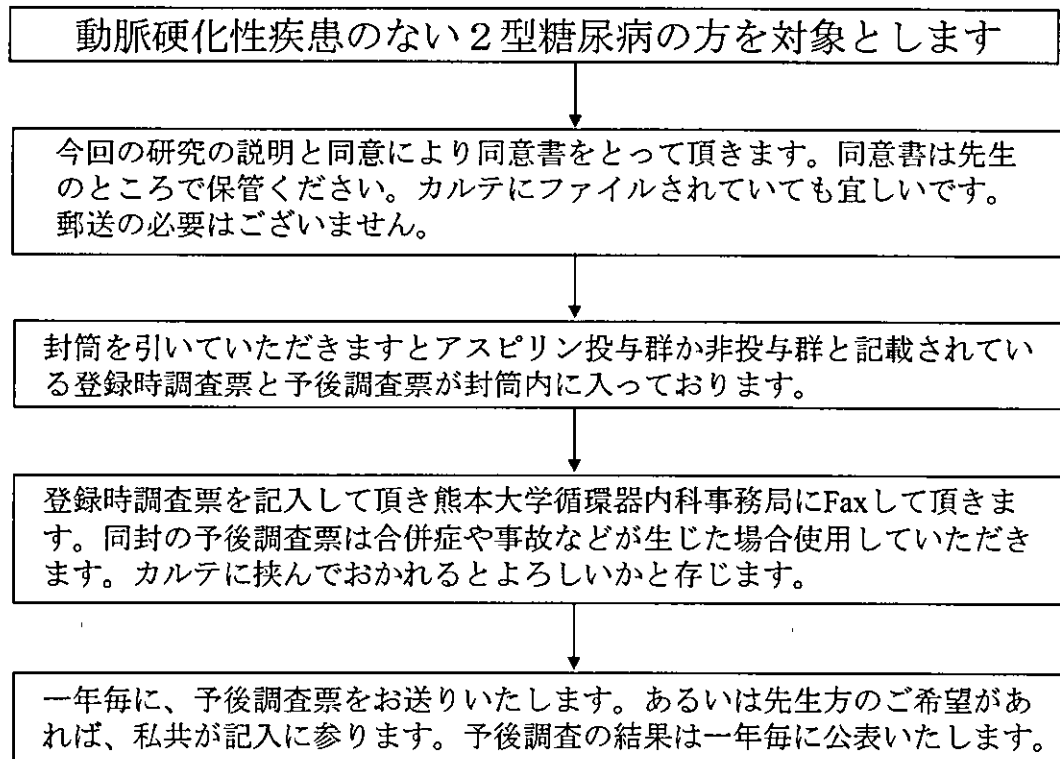 動脈硬化性疾患のない2型糖尿病の方を対象とします
今回の研究の説明と同意により同意書をとって頂きます。同意書は先生
のところで保管ください。カルテにファイルされていても宜しいです。
郵送の必要はございません。
封筒を引いていただきますとアスピリン投与群か非投与群と記載されてい
る登録時調査票と予後調査票が封筒内に入っております。
登録時調査票を記入して頂き熊本大学循環器内科事務局にFaxして頂きま
す。同封の予後調査票は合併症や事故などが生じた場合使用していただき
ます。カルテに挟んでおかれるとよろしいかと存じます。
一年毎に、予後調査票をお送りいたします。あるいは先生方のご希望があ
れば、私共が記入に参ります。予後調査の結果は一年毎に公表いたします。